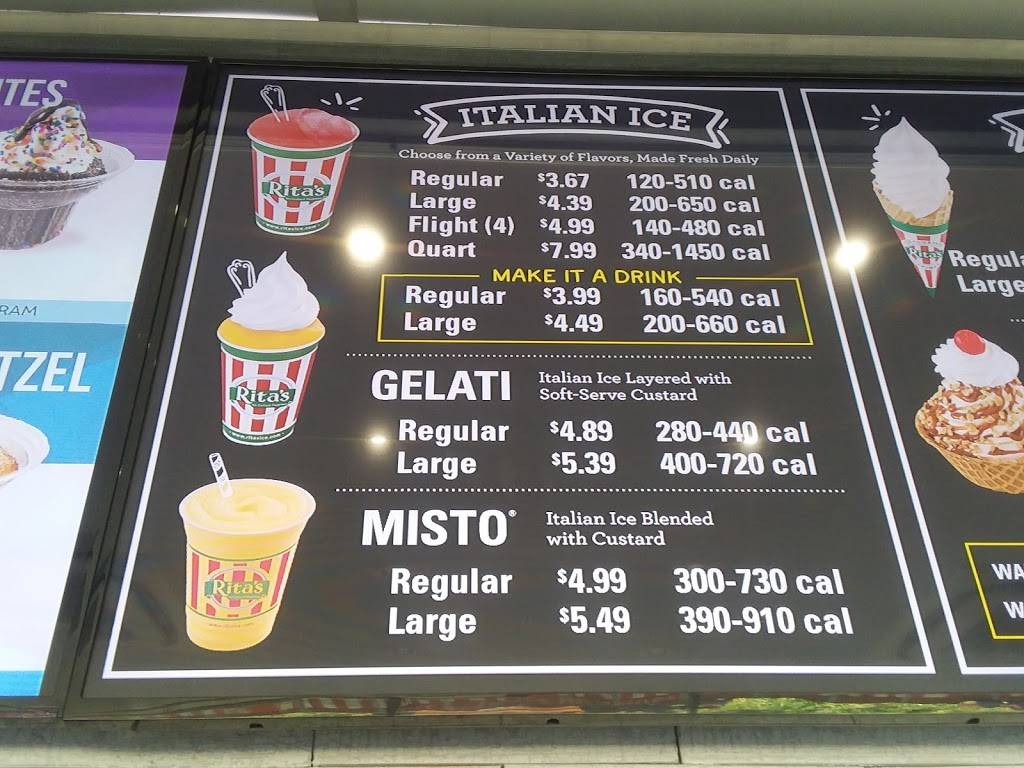 ITES
RAM
TZEL
ITALIAN ICE
Choose from a Variety of Flavors, Made Fresh Daily
Regular $3.67 120-510 cal
Large $4.39 200-650 cal
Flight (4) $4.99 140-480 cal
Quart $7.99 340-1450 cal
MAKE IT A DRINK
Regular $3.99 160-540 cal
Large $4.49 200-660 cal
GELATI
Italian Ice Layered with
Soft-Serve Custard
Regular $4.89 280-440 cal
Large $5.39 400-720 cal
MISTO®
Italian Ice Blended
with Custard
Regular $4.99 300-730 cal
Large $5.49 390-910 cal
Rita's
Rita's
Rita's
Rita's
Regula
Large
WA
W